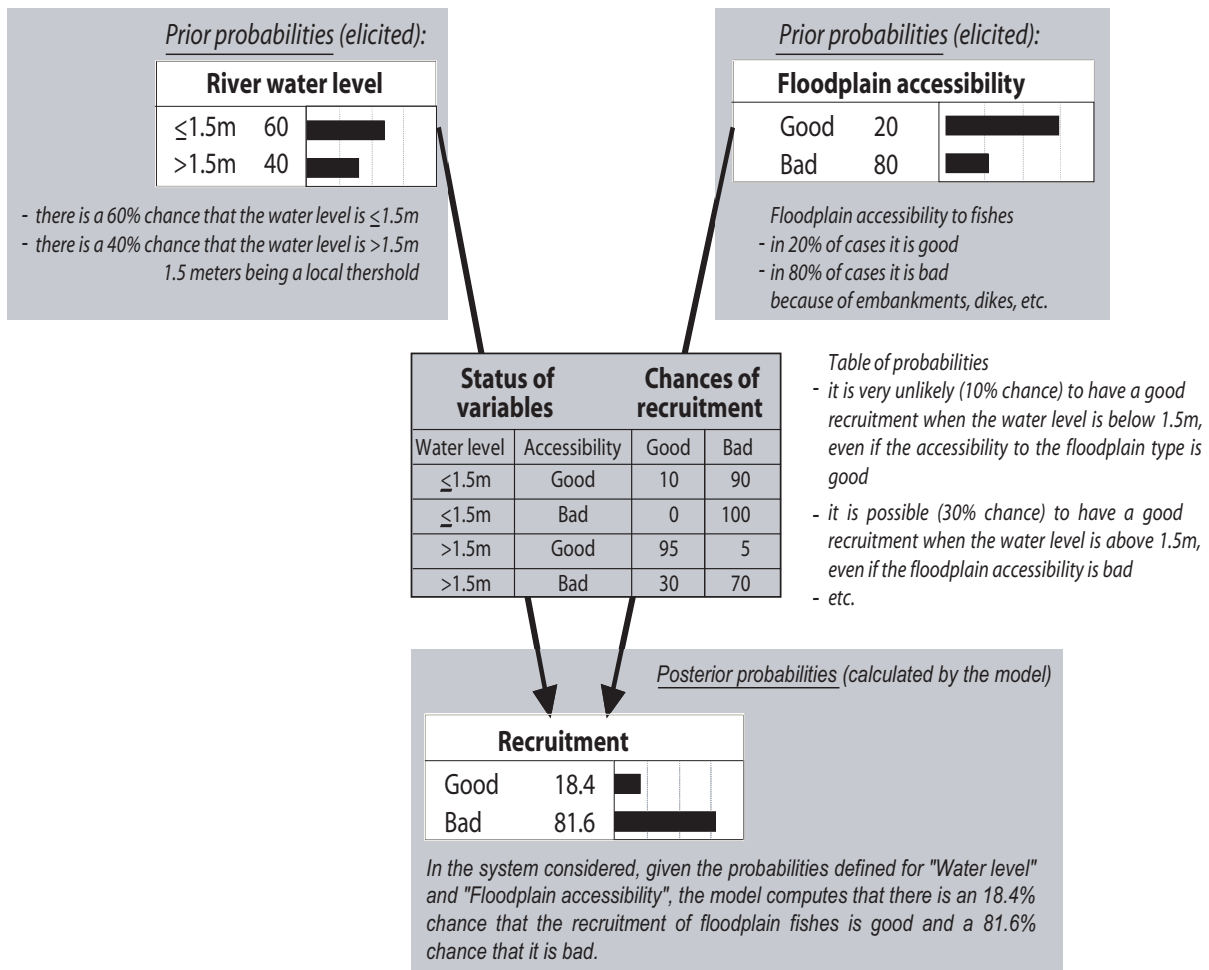 Prior probabilities (elicited):
River water level
≤1.5m 60
>1.5m 40
- there is a 60% chance that the water level is ≤1.5m
- there is a 40% chance that the water level is >1.5m
1.5 meters being a local thershold
Prior probabilities (elicited):
Floodplain accessibility
Good 20
Bad 80
Floodplain accessibility to fishes
- in 20% of cases it is good
- in 80% of cases it is bad
because of embankments, dikes, etc.
Status of variables Chances of recruitment
Water level Accessibility Good Bad
≤1.5m Good 10 90
≤1.5m Bad 0 100
>1.5m Good 95 5
>1.5m Bad 30 70
Table of probabilities
- it is very unlikely (10% chance) to have a good
recruitment when the water level is below 1.5m,
even if the accessibility to the floodplain type is
good
- it is possible (30% chance) to have a good
recruitment when the water level is above 1.5m,
even if the floodplain accessibility is bad
- etc.
Posterior probabilities (calculated by the model)
Recruitment
Good 18.4
Bad 81.6
In the system considered, given the probabilities defined for "Water level"
and "Floodplain accessibility", the model computes that there is an 18.4%
chance that the recruitment of floodplain fishes is good and a 81.6%
chance that it is bad.